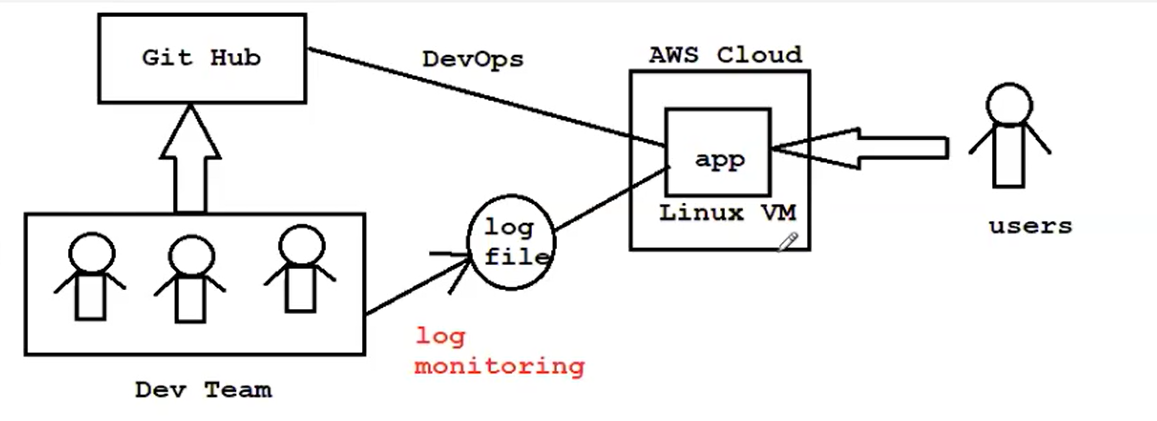 Git Hub
DevOps
AWS Cloud
app
Linux VM
users
log
file
log
monitoring
Dev Team